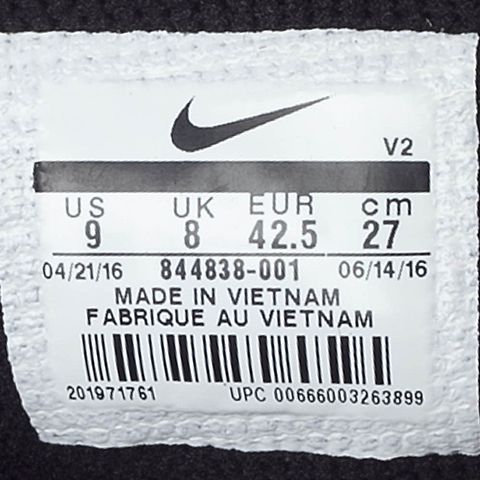 V2
US UK EUR cm
9 8 42.5 27
04/21/16 844838-001 06/14/16
MADE IN VIETNAM
FABRIQUE AU VIETNAM
201971761 UPC 00666003263899